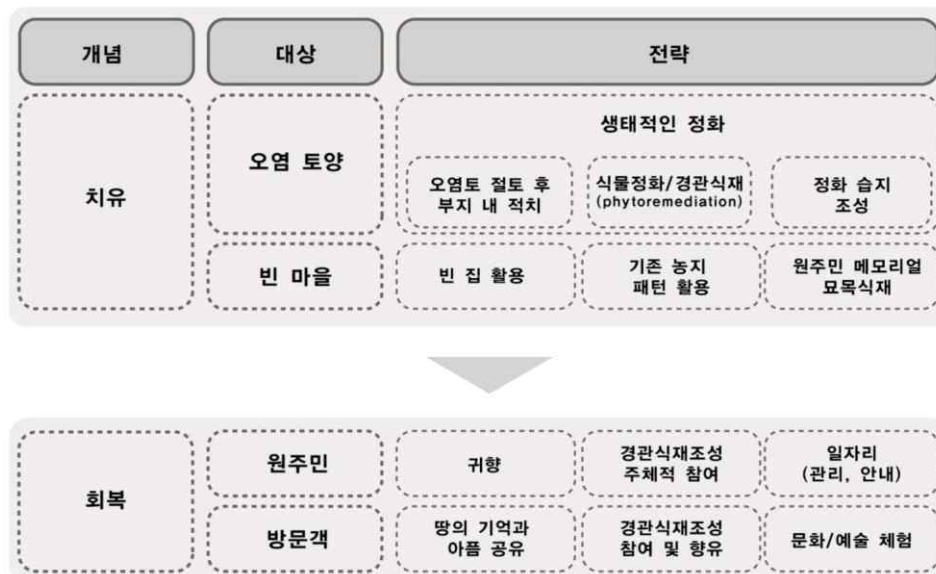 개념
대상
전략
치유
오염 토양
생태적인 정화
오염토 절토 후
부지 내 적치
식물정화/경관식재
(phytoremediation)
정화 습지
조성
빈 마을
빈 집 활용
기존 농지
패턴 활용
원주민 메모리얼
묘목식재
회복
원주민
귀향
경관식재조성
주체적 참여
일자리
(관리, 안내)
방문객
땅의 기억과
아픔 공유
경관식재조성
참여 및 향유
문화/예술 체험